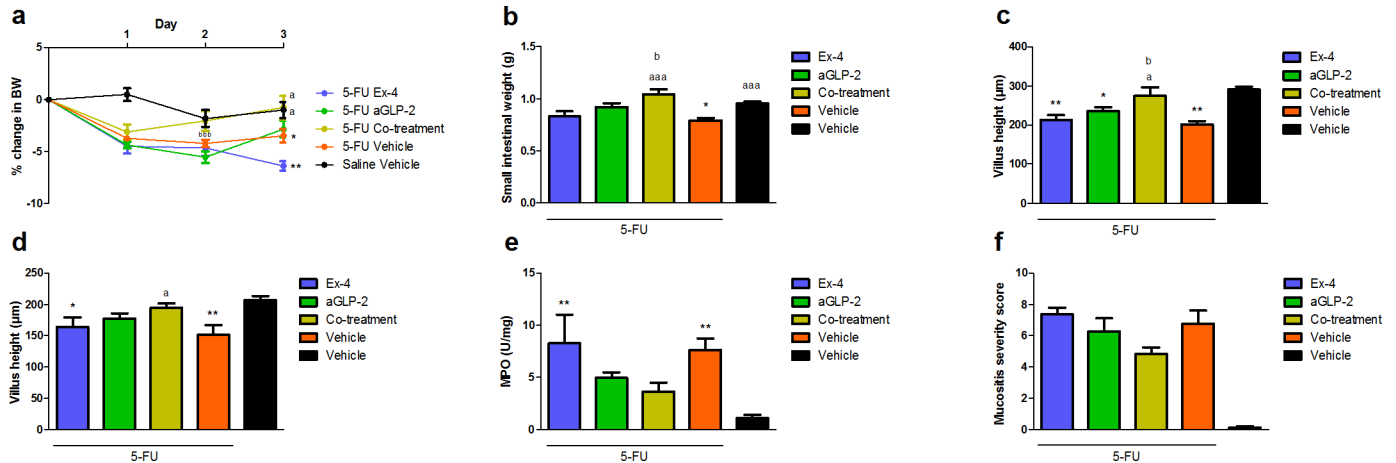 a
Day
1
2
3
5
0
-5
-10
% change in BW
a
a
bbb
*
**
5-FU Ex-4
5-FU aGLP-2
5-FU Co-treatment
5-FU Vehicle
Saline Vehicle
b
Small intestinal weight (g)
1.5
1.0
0.5
0.0
b
aaa
*
aaa
5-FU
Ex-4
aGLP-2
Co-treatment
Vehicle
Vehicle
c
Villus height (μm)
400
300
200
100
0
**
*
b
a
**
5-FU
Ex-4
aGLP-2
Co-treatment
Vehicle
Vehicle
d
Villus height (μm)
250
200
150
100
50
0
*
a
**
5-FU
Ex-4
aGLP-2
Co-treatment
Vehicle
Vehicle
e
MPO (U/mg)
15
10
5
0
**
**
5-FU
Ex-4
aGLP-2
Co-treatment
Vehicle
Vehicle
f
Mucositis severity score
10
8
6
4
2
0
5-FU
Ex-4
aGLP-2
Co-treatment
Vehicle
Vehicle